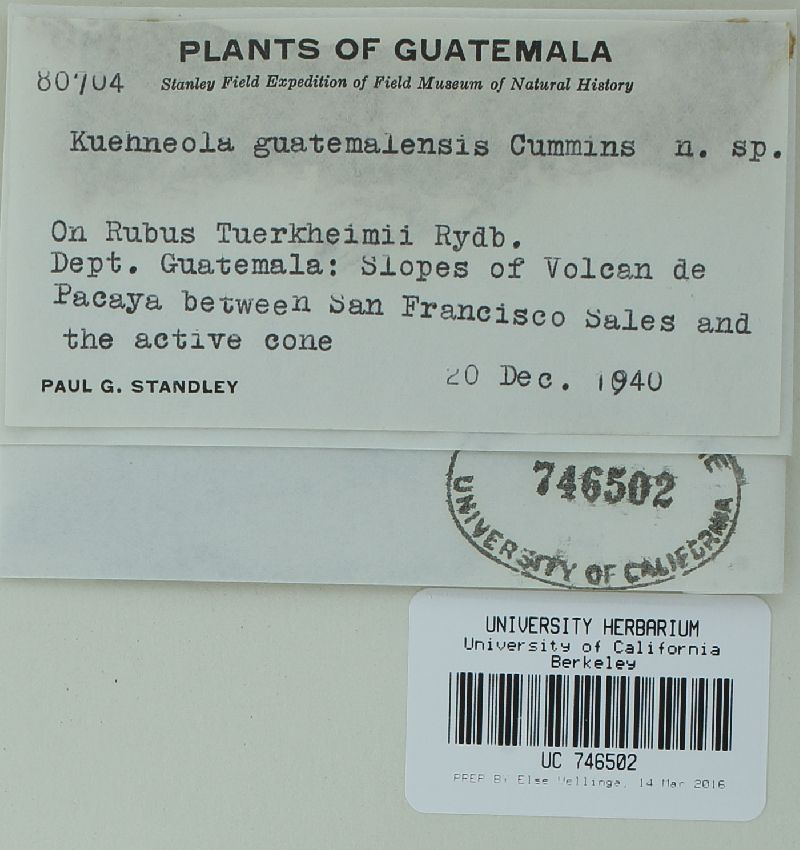 PLANTS OF GUATEMALA
80704 Stanley Field Expedition of Field Museum of Natural History
Kuehneola guatemalensis Cummins n. sp.
On Rubus Tuerkheimii Rydb.
Dept. Guatemala: Slopes of Volcan de
Pacaya between San Francisco Sales and
the active cone
PAUL G. STANDLEY 20 Dec. 1940
746502
UNIVERSITY OF CALIFORNIA
UNIVERSITY HERBARIUM
University of California
Berkeley
UC 746502
PREP BY Else Vellinga, 14 Mar 2016